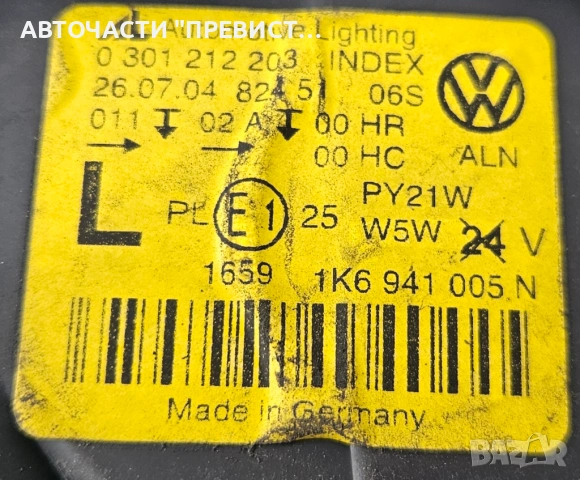 АВТОЧАСТИ "ПРЕВИСТ...
Automotive Lighting
0 301 212 203 INDEX
26.07.04 824 51 06S
011 02 A 00 HR
00 HC ALN
L PL E1 25 PY21W
W5W 24 V
1659 1K6 941 005 N
Made in Germany
BAZAR